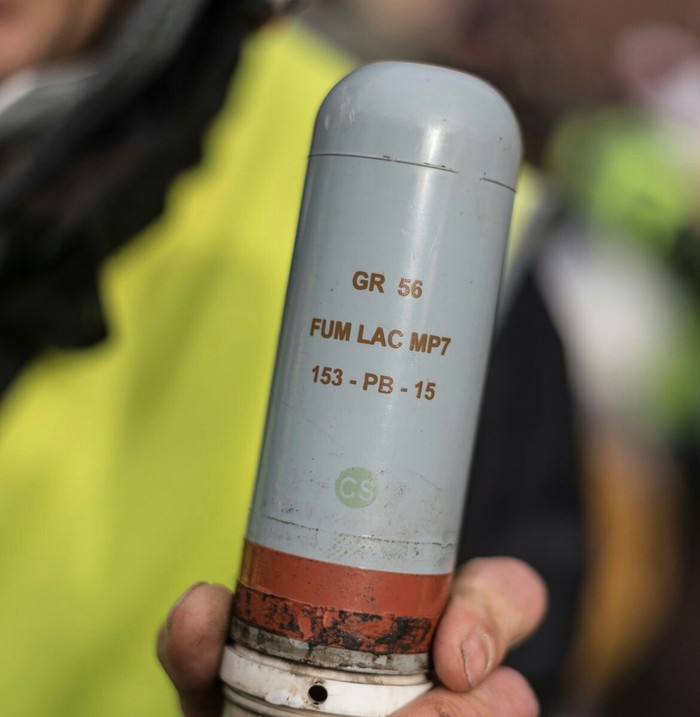 GR 56
FUM LAC MP7
153 - PB - 15
CS